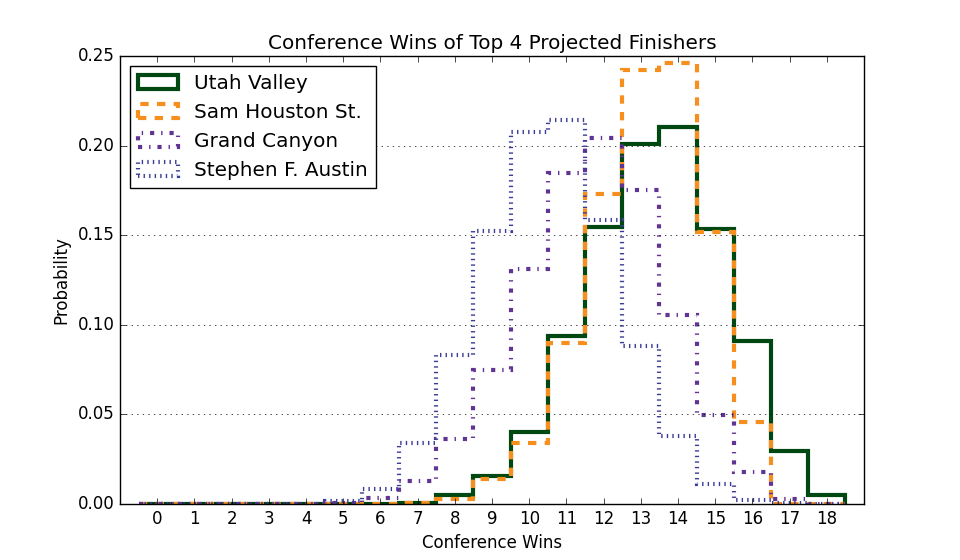 Conference Wins of Top 4 Projected Finishers
0.25
0.20
0.15
0.10
0.05
0.00
Probability
Utah Valley
Sam Houston St.
Grand Canyon
Stephen F. Austin
0 1 2 3 4 5 6 7 8 9 10 11 12 13 14 15 16 17 18
Conference Wins